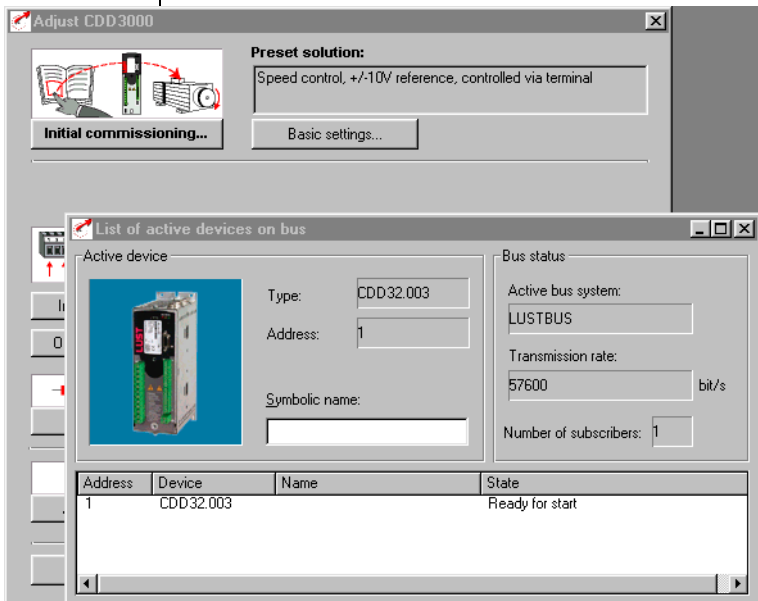 Adjust CDD3000
Preset solution:
Speed control, +/-10V reference, controlled via terminal
Initial commissioning...
Basic settings...
List of active devices on bus
Active device
Type:
CDD32.003
Address:
1
Symbolic name:
LUST
Bus status
Active bus system:
LUSTBUS
Transmission rate:
57600 bit/s
Number of subscribers: 1
Address Device Name State
1 CDD32.003 Ready for start